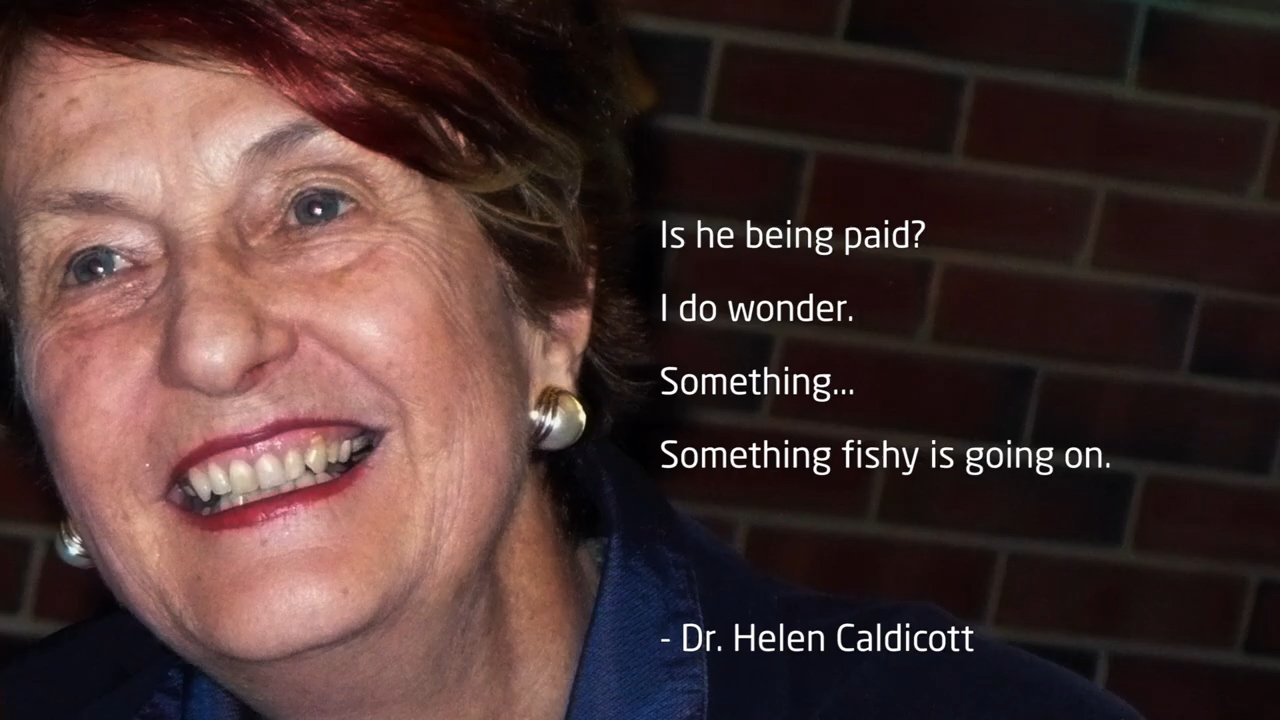 Is he being paid?
I do wonder.
Something...
Something fishy is going on.
- Dr. Helen Caldicott